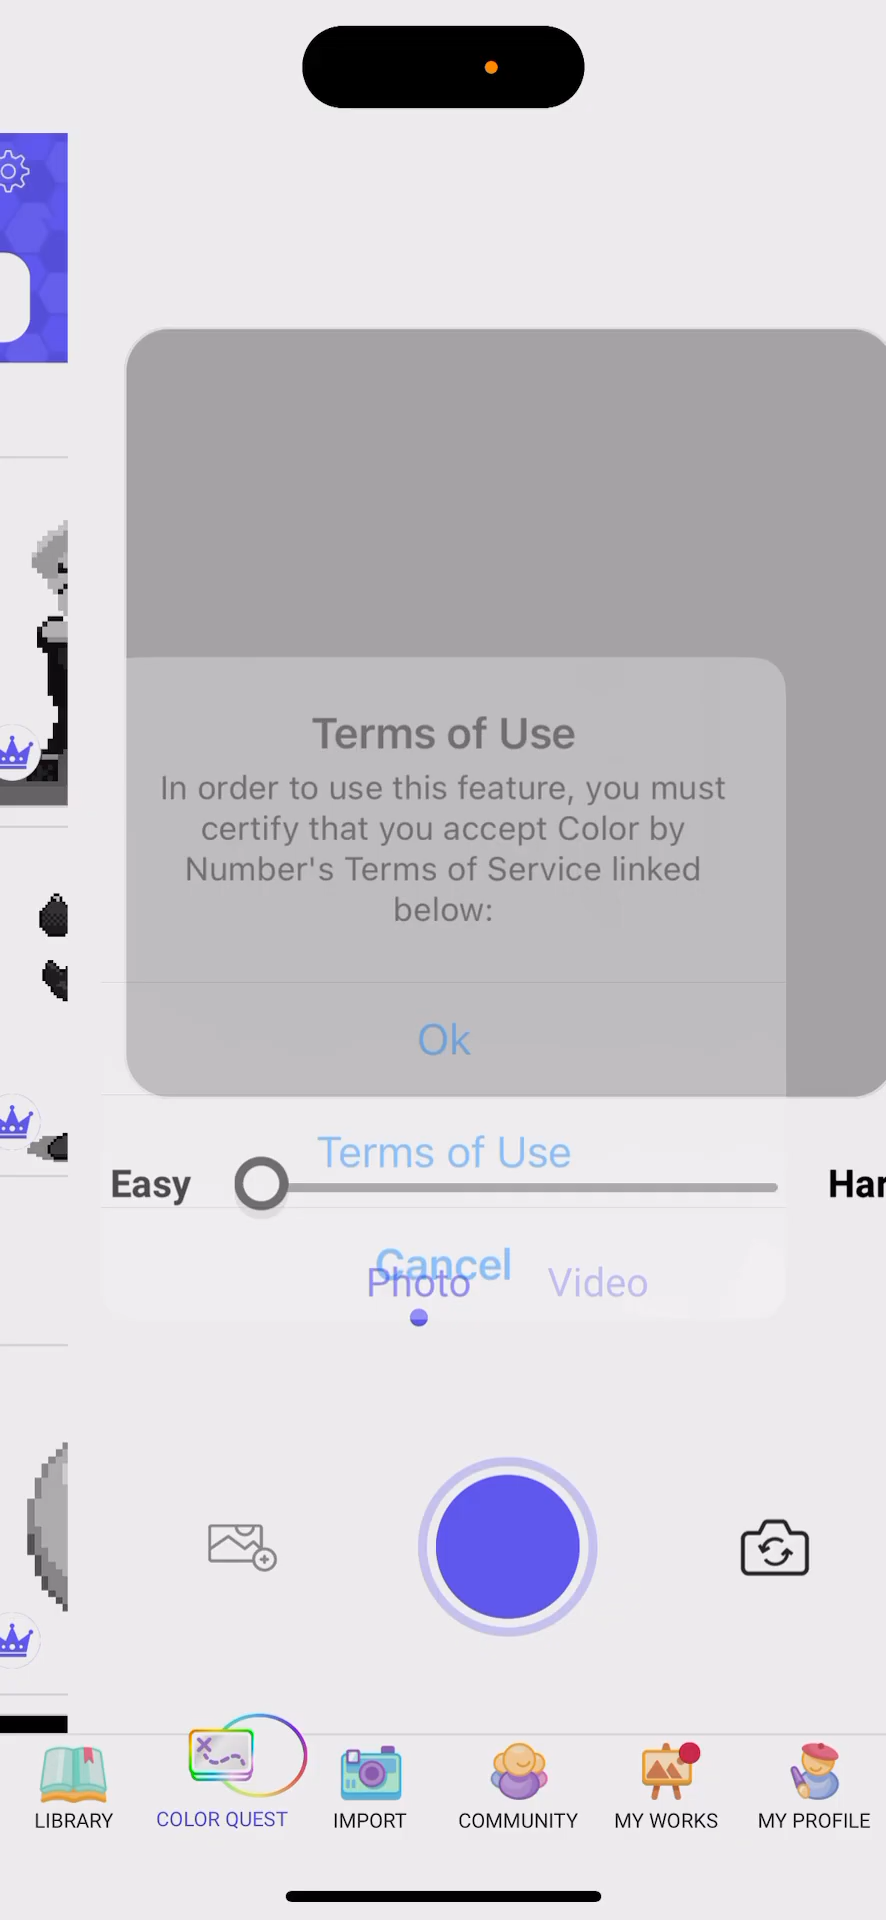 Terms of Use
In order to use this feature, you must
certify that you accept Color by
Number's Terms of Service linked
below:
Ok
Terms of Use
Easy
Har
Cancel
Photo
Video
LIBRARY
COLOR QUEST
IMPORT
COMMUNITY
MY WORKS
MY PROFILE